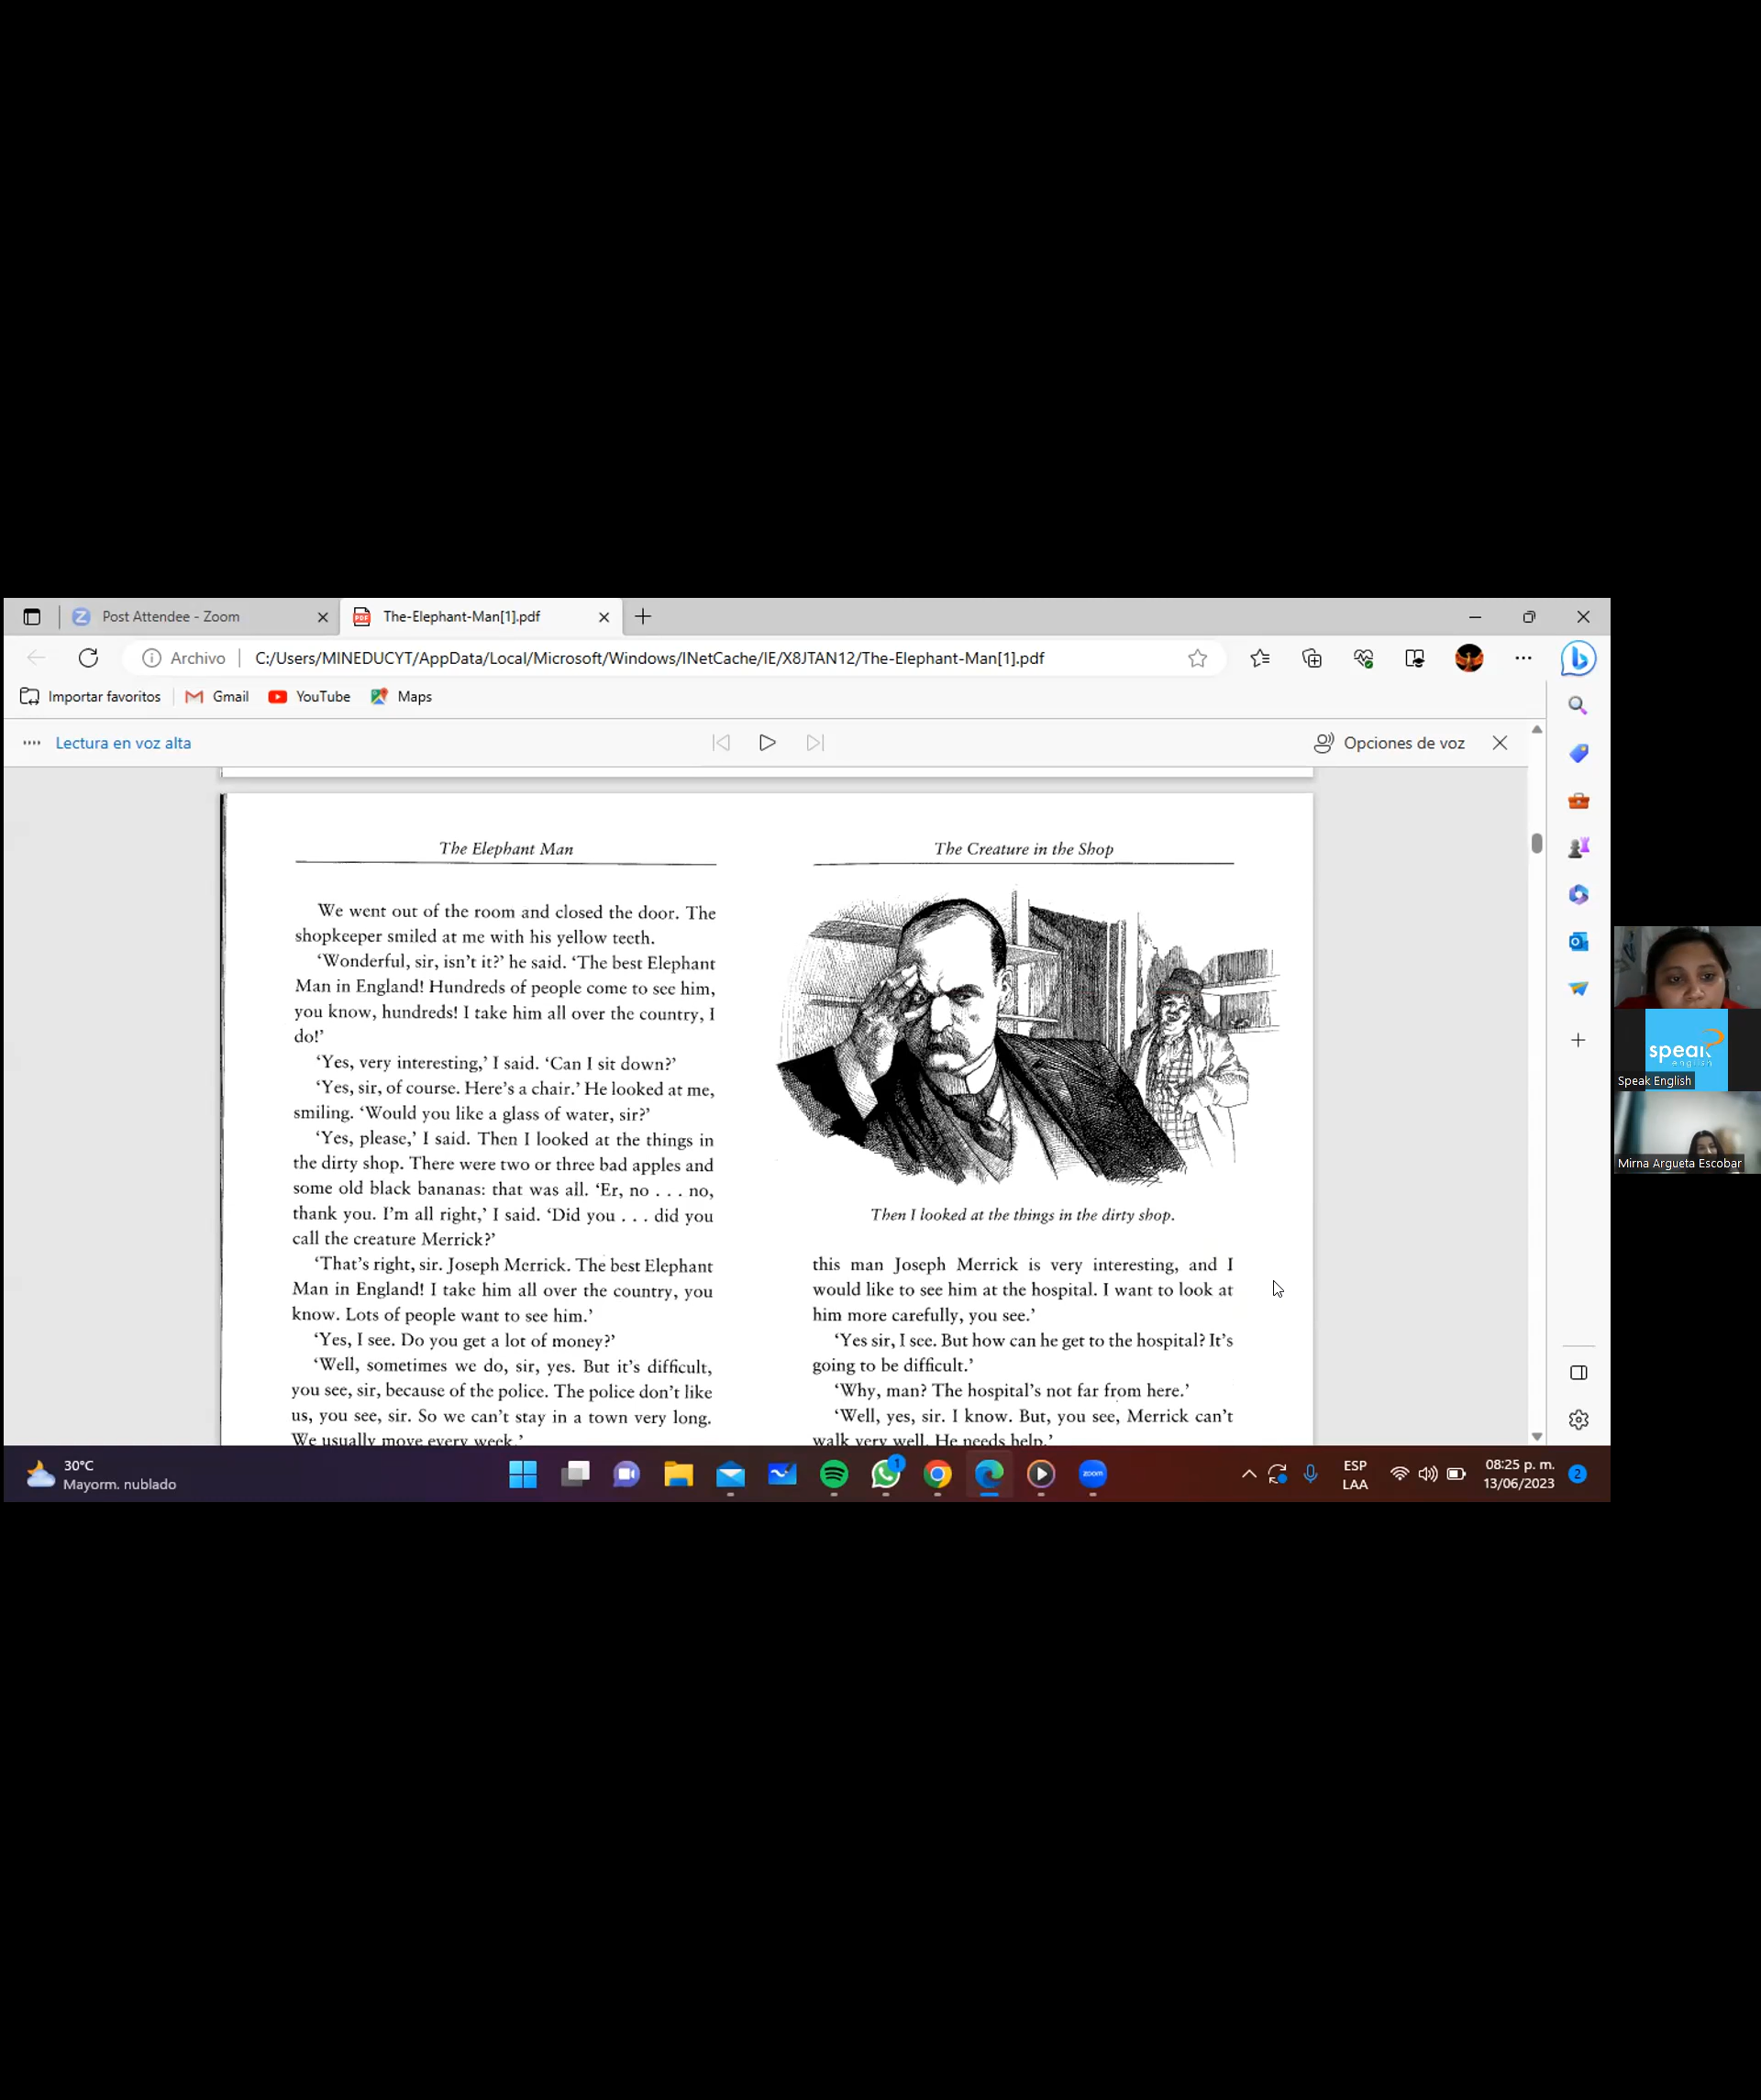 Post Attendee - Zoom
The-Elephant-Man[1].pdf
Archivo
C:/Users/MINEDUCYT/AppData/Local/Microsoft/Windows/INetCache/IE/X8JTAN12/The-Elephant-Man[1].pdf
Importar favoritos
Gmail
YouTube
Maps
Lectura en voz alta
Opciones de voz
The Elephant Man
We went out of the room and closed the door. The
shopkeeper smiled at me with his yellow teeth.
‘Wonderful, sir, isn’t it?’ he said. ‘The best Elephant
Man in England! Hundreds of people come to see him,
you know, hundreds! I take him all over the country, I
do!’
‘Yes, very interesting,’ I said. ‘Can I sit down?’
‘Yes, sir, of course. Here’s a chair.’ He looked at me,
smiling. ‘Would you like a glass of water, sir?’
‘Yes, please,’ I said. Then I looked at the things in
the dirty shop. There were two or three bad apples and
some old black bananas: that was all. ‘Er, no . . . no,
thank you. I’m all right,’ I said. ‘Did you . . . did you
call the creature Merrick?’
‘That’s right, sir. Joseph Merrick. The best Elephant
Man in England! I take him all over the country, you
know. Lots of people want to see him.’
‘Yes, I see. Do you get a lot of money?’
‘Well, sometimes we do, sir, yes. But it’s difficult,
you see, sir, because of the police. The police don’t like
us, you see, sir. So we can’t stay in a town very long.
We usually move every week.’
The Creature in the Shop
Then I looked at the things in the dirty shop.
this man Joseph Merrick is very interesting, and I
would like to see him at the hospital. I want to look at
him more carefully, you see.’
‘Yes sir, I see. But how can he get to the hospital? It’s
going to be difficult.’
‘Why, man? The hospital’s not far from here.’
‘Well, yes, sir. I know. But, you see, Merrick can’t
walk very well. He needs help.’
speak
english
Speak English
Mirna Argueta Escobar
30°C
Mayorm. nublado
1
zoom
ESP
LAA
08:25 p. m.
13/06/2023
2